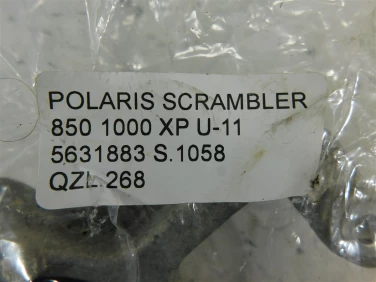 POLARIS SCRAMBLER
850 1000 XP U-11
5631883 S.1058
QZL.268